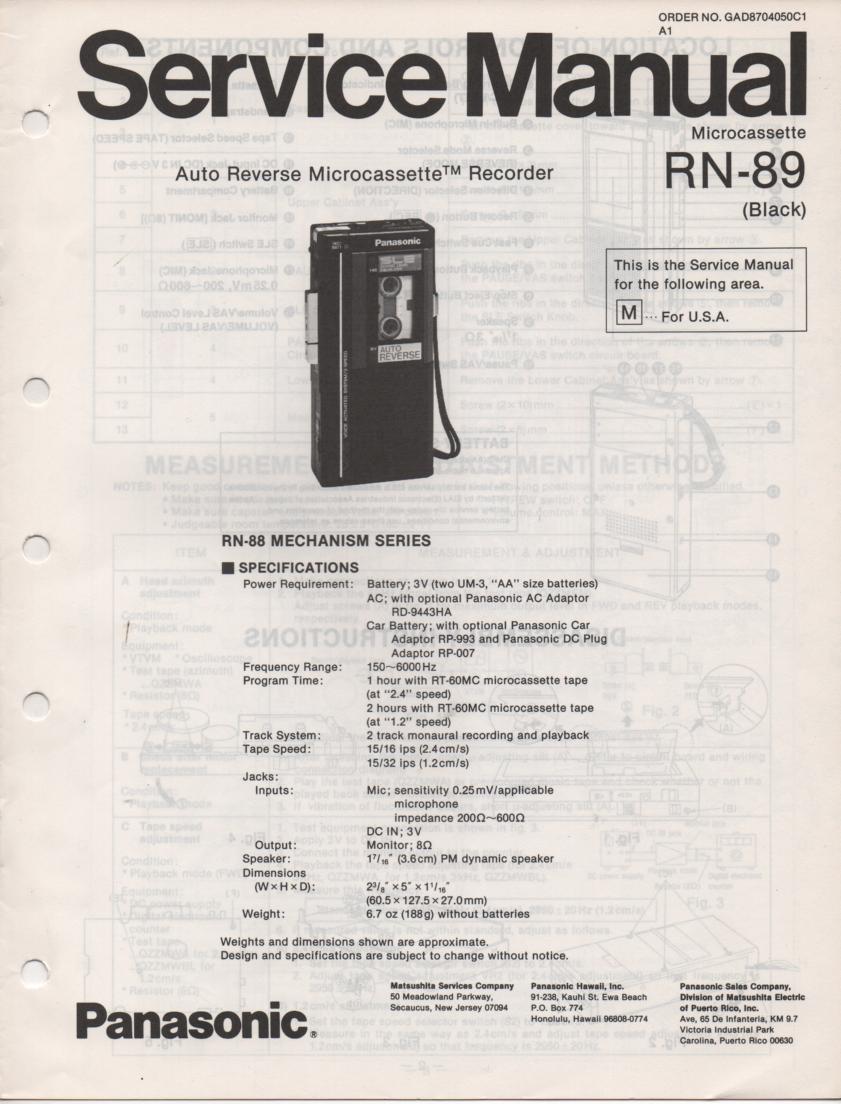 ORDER NO. GAD8704050C1
A1
Service Manual
Microcassette
RN-89
(Black)
Auto Reverse Microcassette™ Recorder
This is the Service Manual
for the following area.
M ··· For U.S.A.
Panasonic
AUTO
REVERSE
RN-88 MECHANISM SERIES
■ SPECIFICATIONS
Power Requirement: Battery; 3V (two UM-3, “AA” size batteries)
AC; with optional Panasonic AC Adaptor
RD-9443HA
Car Battery; with optional Panasonic Car
Adaptor RP-993 and Panasonic DC Plug
Adaptor RP-007
Frequency Range: 150~6000Hz
Program Time: 1 hour with RT-60MC microcassette tape
(at “2.4” speed)
2 hours with RT-60MC microcassette tape
(at “1.2” speed)
Track System: 2 track monaural recording and playback
Tape Speed: 15/16 ips (2.4cm/s)
15/32 ips (1.2cm/s)
Jacks:
Inputs: Mic; sensitivity 0.25mV/applicable
microphone
impedance 200Ω~600Ω
DC IN; 3V
Output: Monitor; 8Ω
Speaker: 1 7/16″ (3.6cm) PM dynamic speaker
Dimensions
(W×H×D): 2 3/8″ × 5″ × 1 1/16″
(60.5×127.5×27.0mm)
Weight: 6.7 oz (188g) without batteries
Weights and dimensions shown are approximate.
Design and specifications are subject to change without notice.
Panasonic®
Matsushita Services Company
50 Meadowland Parkway,
Secaucus, New Jersey 07094
Panasonic Hawaii, Inc.
91-238, Kauhi St. Ewa Beach
P.O. Box 774
Honolulu, Hawaii 96808-0774
Panasonic Sales Company,
Division of Matsushita Electric
of Puerto Rico, Inc.
Ave, 65 De Infanteria, KM 9.7
Victoria Industrial Park
Carolina, Puerto Rico 00630